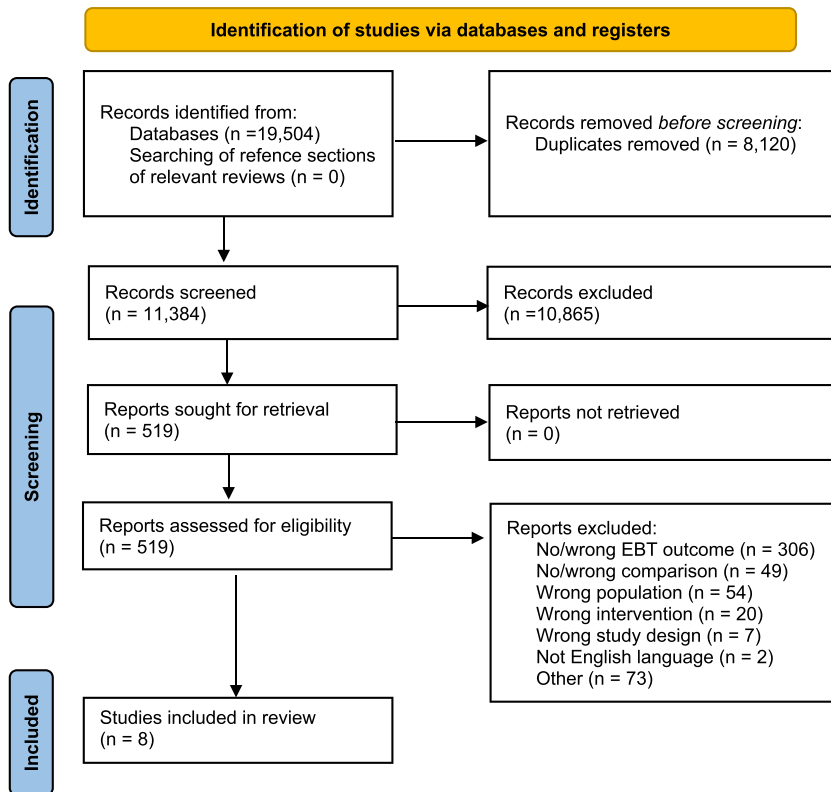 Identification of studies via databases and registers
Identification
Records identified from:
Databases (n =19,504)
Searching of refence sections
of relevant reviews (n = 0)
Records removed before screening:
Duplicates removed (n = 8,120)
Screening
Records screened
(n = 11,384)
Records excluded
(n =10,865)
Reports sought for retrieval
(n = 519)
Reports not retrieved
(n = 0)
Reports assessed for eligibility
(n = 519)
Reports excluded:
No/wrong EBT outcome (n = 306)
No/wrong comparison (n = 49)
Wrong population (n = 54)
Wrong intervention (n = 20)
Wrong study design (n = 7)
Not English language (n = 2)
Other (n = 73)
Included
Studies included in review
(n = 8)